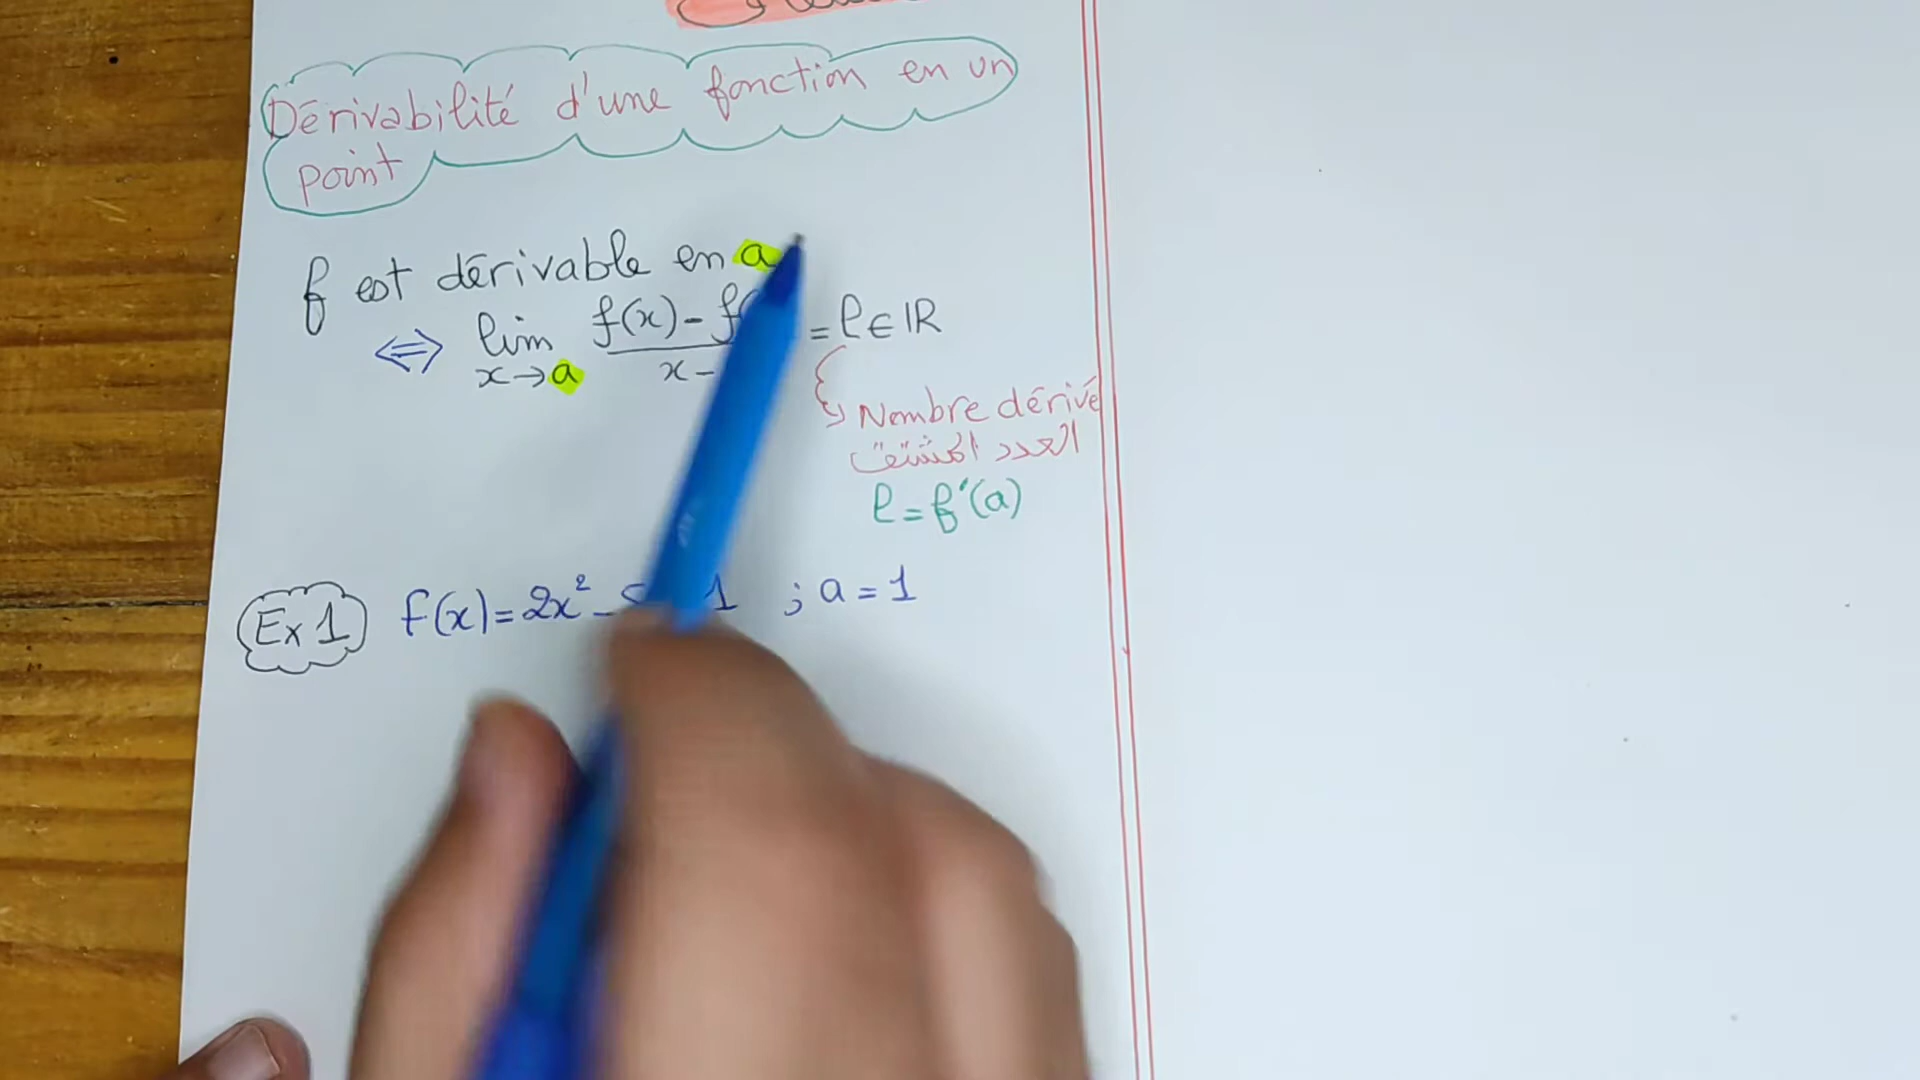 Dérivabilité d'une fonction en un
point
f est dérivable en a
⇔ lim f(x) - f( = l ∈ IR
x→a x -
Nombre dérivé
العدد المشتق
l = f'(a)
Ex 1 f(x) = 2x² - 1 ; a = 1